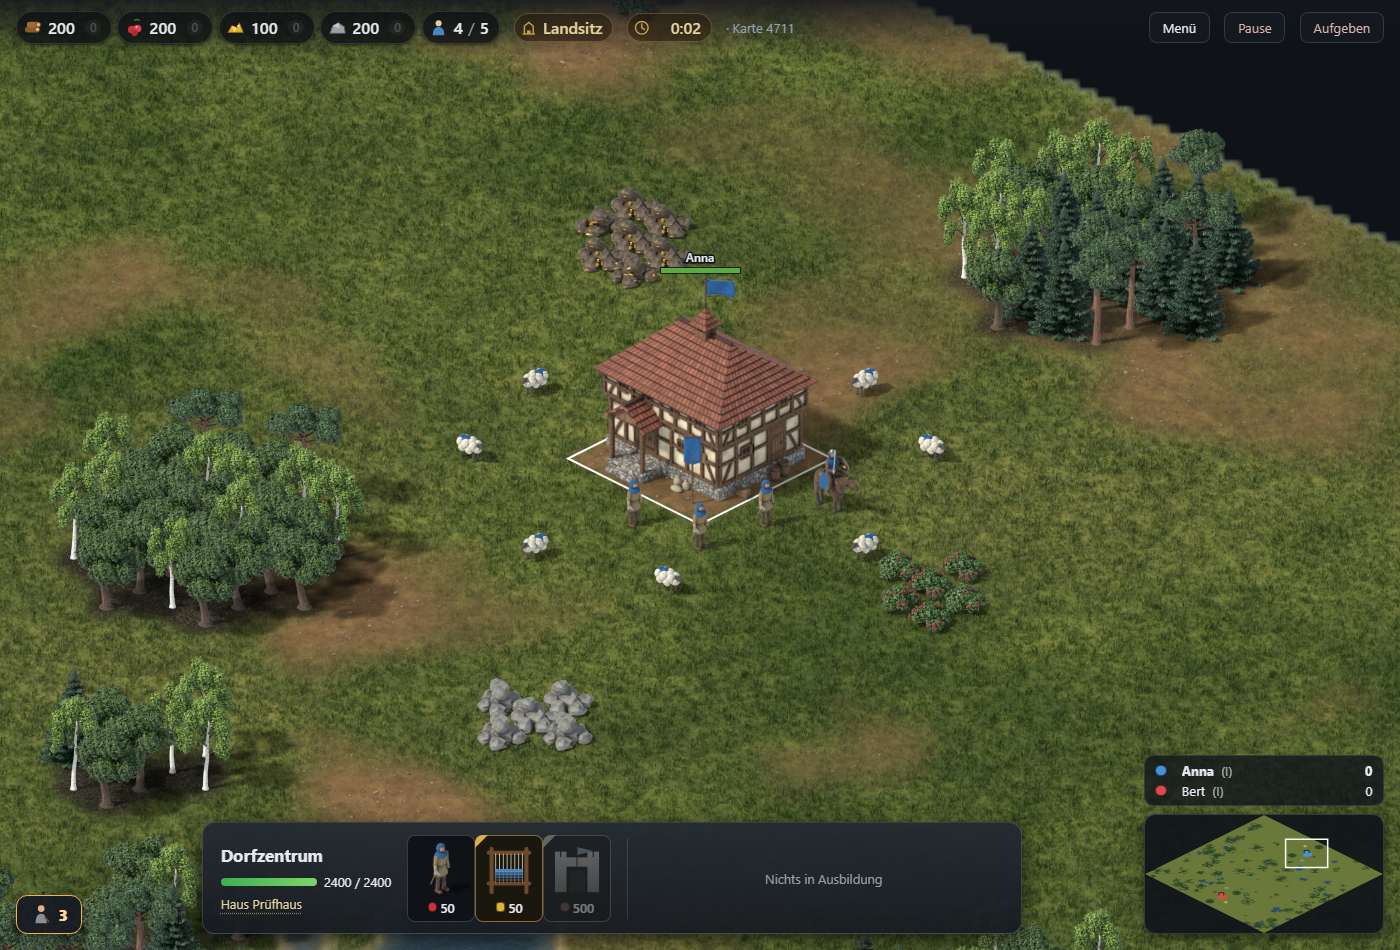 200 0 200 0 100 0 200 0 4 / 5 Landsitz 0:02 · Karte 4711 Menü Pause Aufgeben
Anna
Anna (I) 0
Bert (I) 0
Dorfzentrum
2400 / 2400
Haus Prüfhaus
50 50 500
Nichts in Ausbildung
3